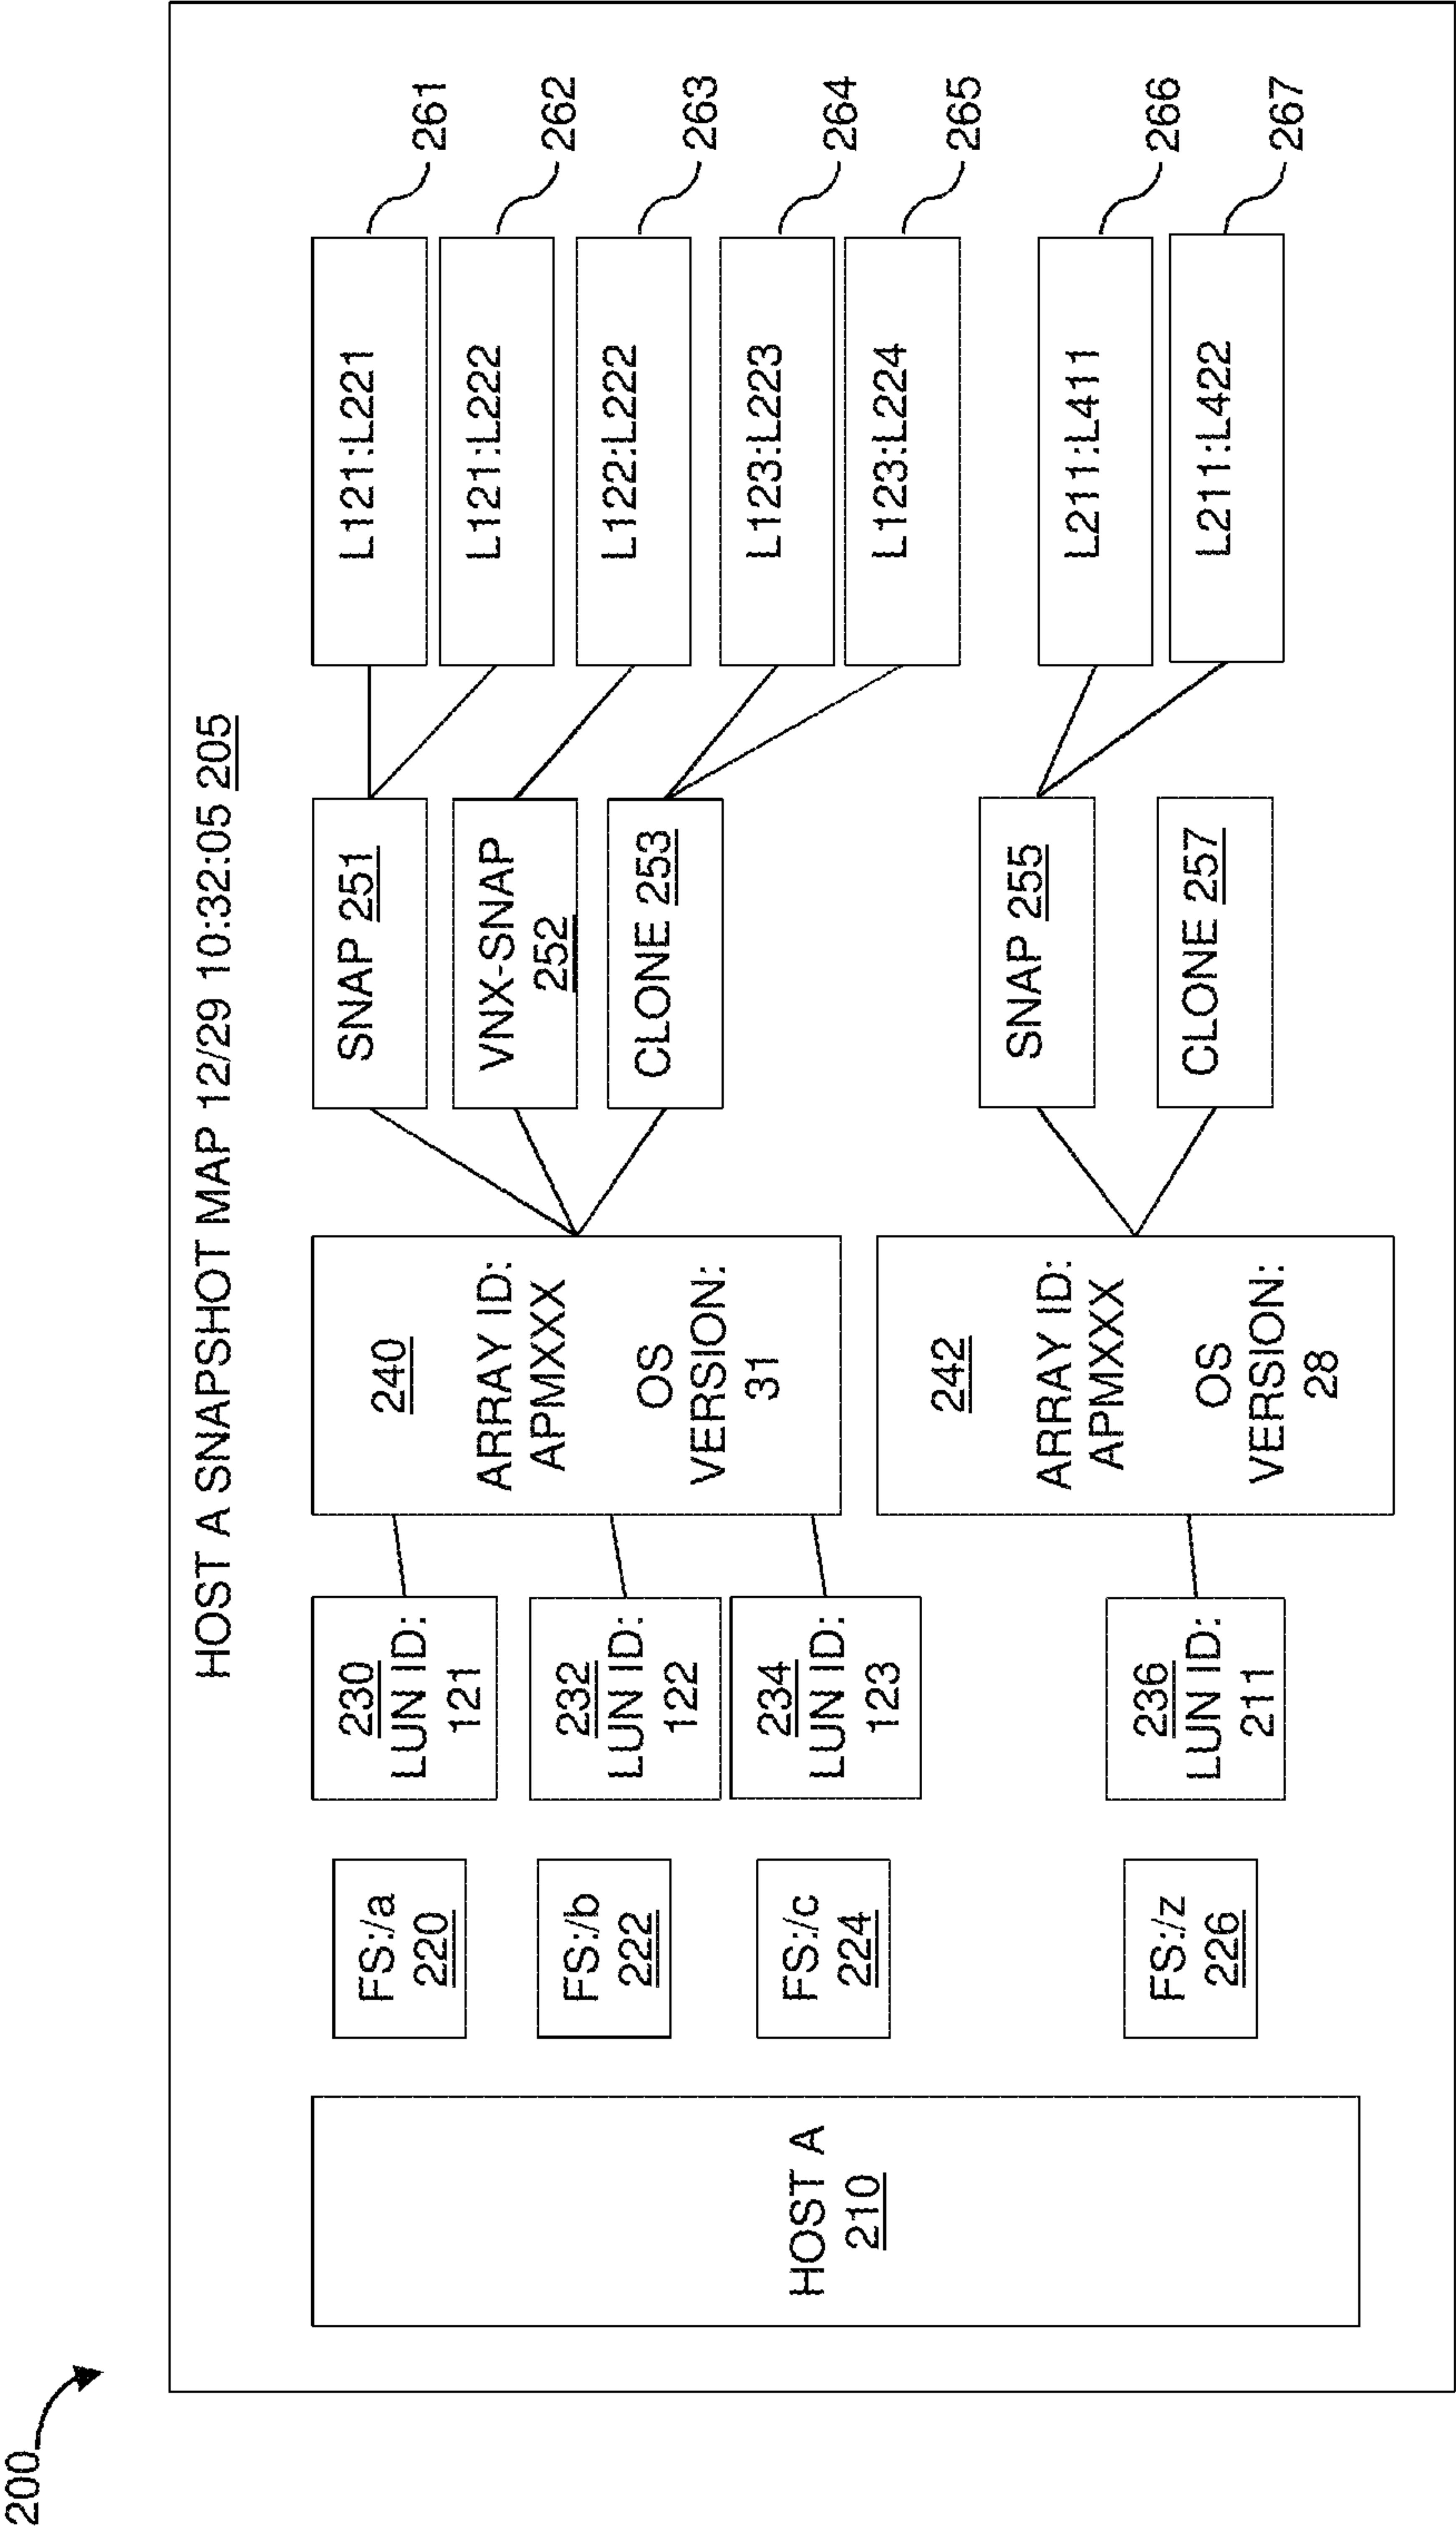 200
HOST A SNAPSHOT MAP 12/29 10:32:05 205
HOST A
210
FS:/a
220
FS:/b
222
FS:/c
224
FS:/z
226
230
LUN ID:
121
232
LUN ID:
122
234
LUN ID:
123
236
LUN ID:
211
240
ARRAY ID:
APMXXX
OS
VERSION:
31
242
ARRAY ID:
APMXXX
OS
VERSION:
28
SNAP 251
VNX-SNAP
252
CLONE 253
SNAP 255
CLONE 257
L121:L221
261
L121:L222
262
L122:L222
263
L123:L223
264
L123:L224
265
L211:L411
266
L211:L422
267